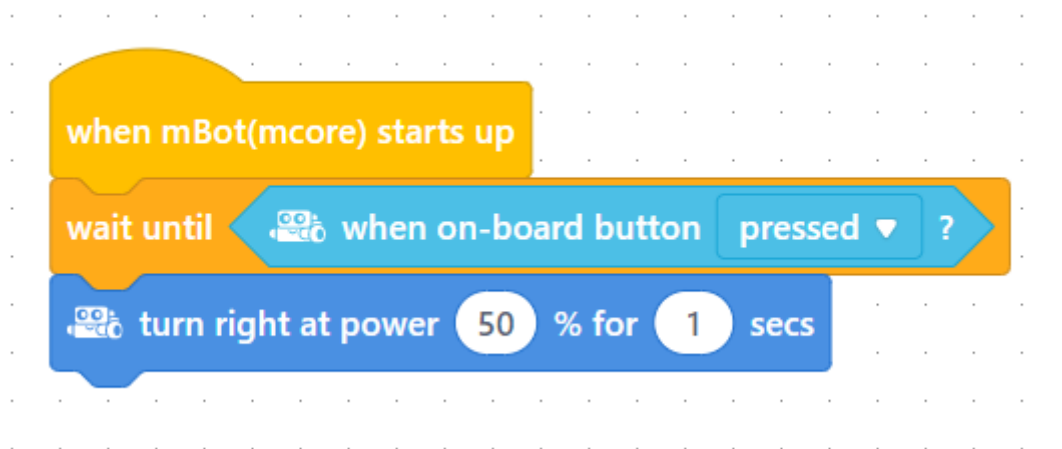 when mBot(mcore) starts up
wait until when on-board button pressed ?
turn right at power 50 % for 1 secs